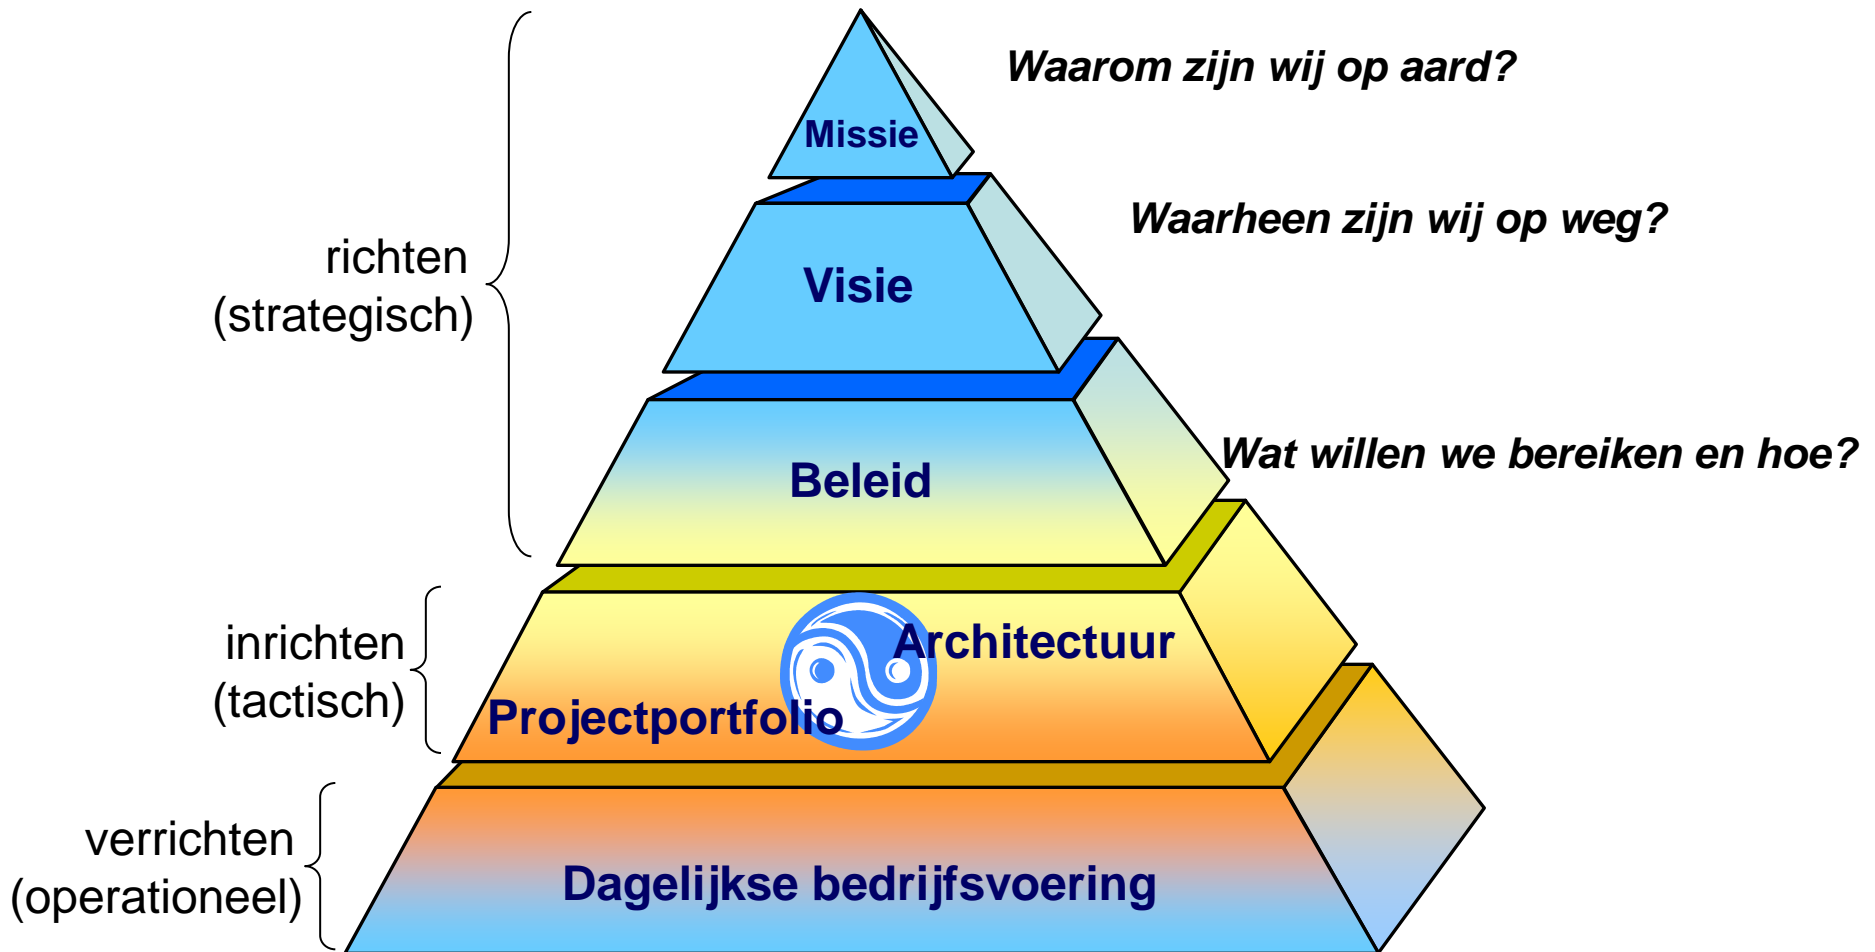 Waarom zijn wij op aard?
Missie
Waarheen zijn wij op weg?
richten
(strategisch)
Visie
Wat willen we bereiken en hoe?
Beleid
inrichten
(tactisch)
Architectuur
Projectportfolio
verrichten
(operationeel)
Dagelijkse bedrijfsvoering